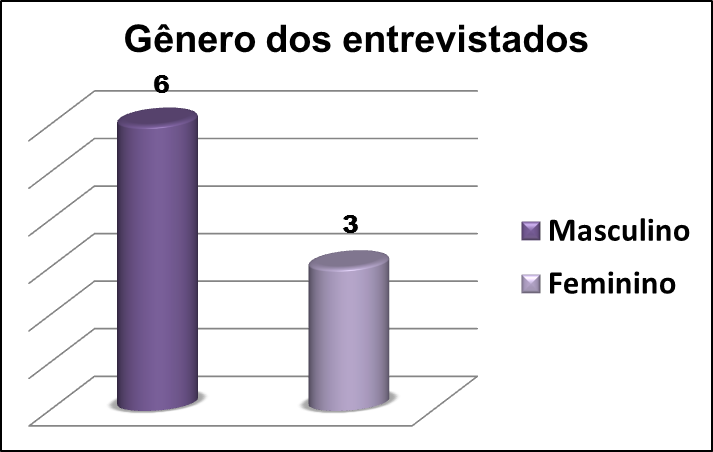 Gênero dos entrevistados
6
3
Masculino
Feminino